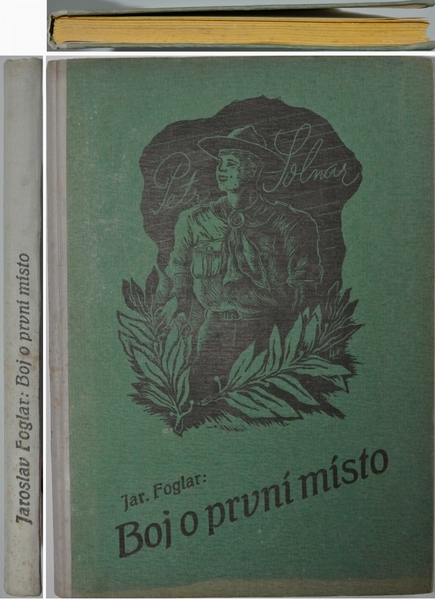 Jaroslav Foglar: Boj o první místo
Petr Solnar
Jar. Foglar:
Boj o první místo